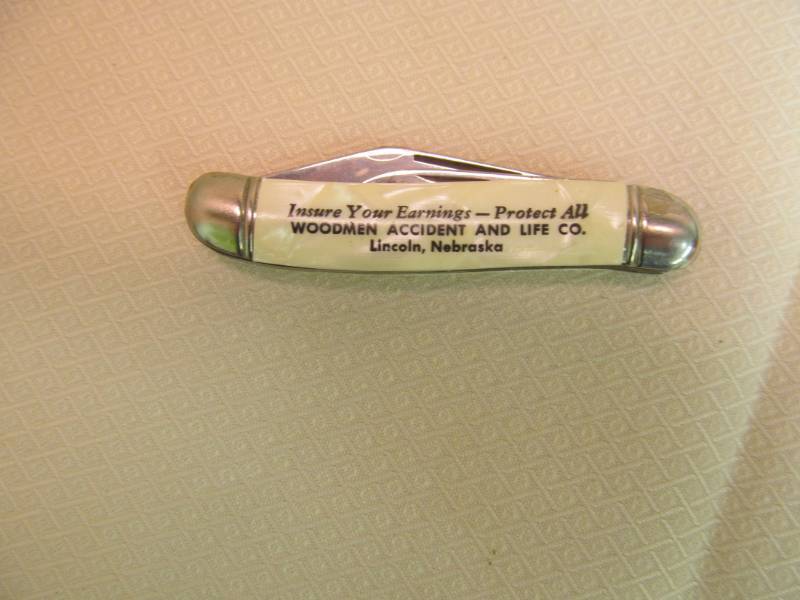 Insure Your Earnings — Protect All
WOODMEN ACCIDENT AND LIFE CO.
Lincoln, Nebraska